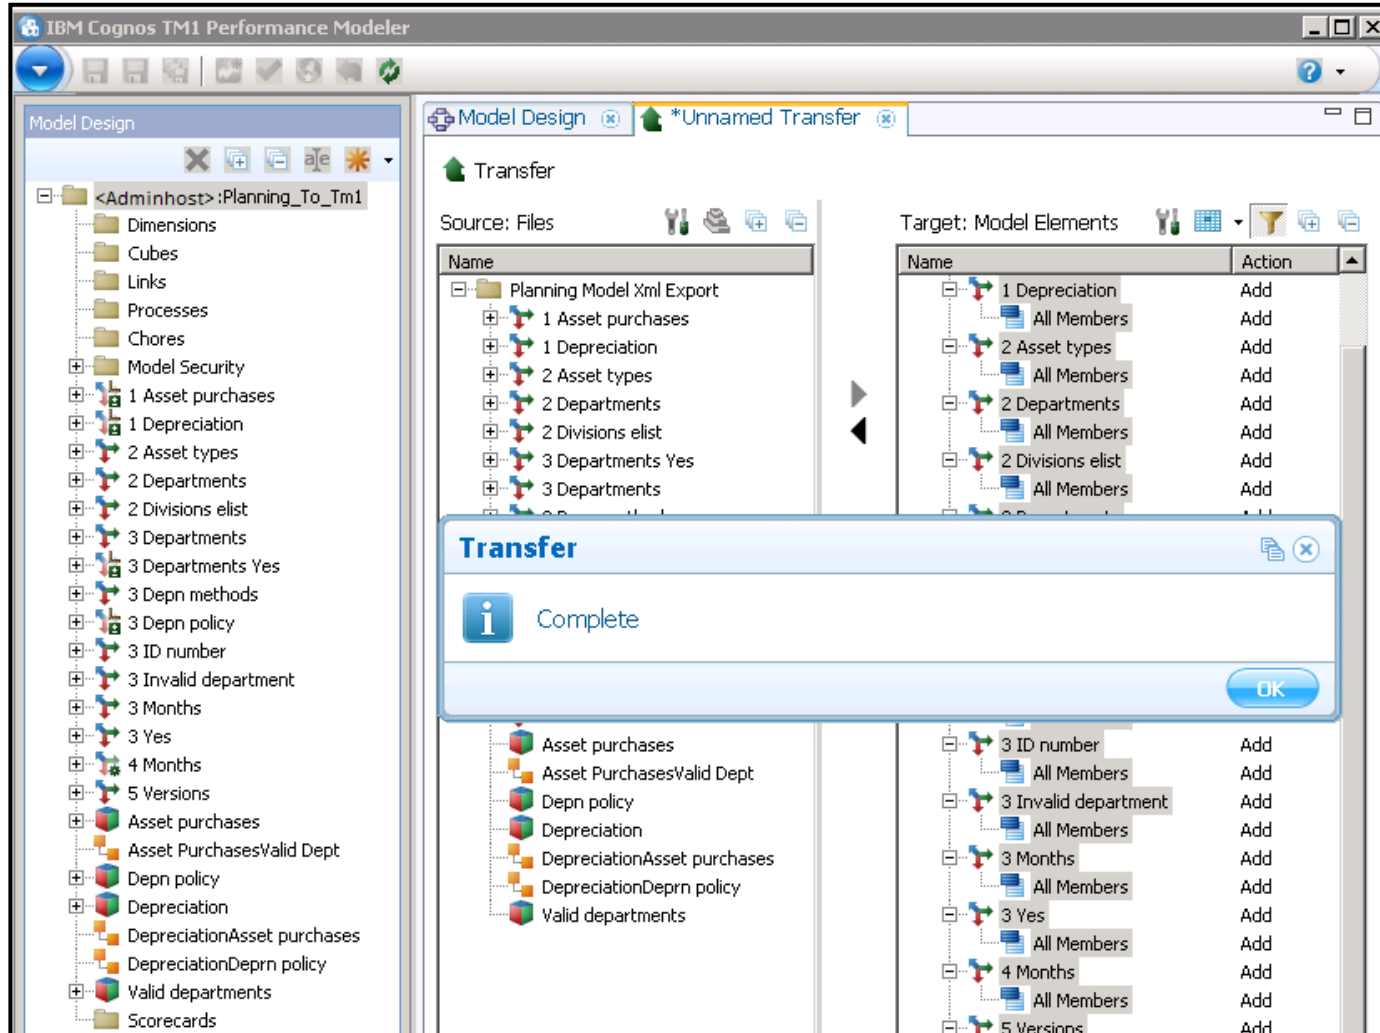 IBM Cognos TM1 Performance Modeler
Model Design
<Adminhost>:Planning_To_Tm1
Dimensions
Cubes
Links
Processes
Chores
Model Security
1 Asset purchases
1 Depreciation
2 Asset types
2 Departments
2 Divisions elist
3 Departments
3 Departments Yes
3 Depn methods
3 Depn policy
3 ID number
3 Invalid department
3 Months
3 Yes
4 Months
5 Versions
Asset purchases
Asset PurchasesValid Dept
Depn policy
Depreciation
DepreciationAsset purchases
DepreciationDeprn policy
Valid departments
Scorecards
Model Design
*Unnamed Transfer
Transfer
Source: Files
Name
Planning Model Xml Export
1 Asset purchases
1 Depreciation
2 Asset types
2 Departments
2 Divisions elist
3 Departments Yes
3 Departments
Asset purchases
Asset PurchasesValid Dept
Depn policy
Depreciation
DepreciationAsset purchases
DepreciationDeprn policy
Valid departments
Target: Model Elements
Name Action
1 Depreciation Add
All Members Add
2 Asset types Add
All Members Add
2 Departments Add
All Members Add
2 Divisions elist Add
All Members Add
Transfer
Complete
OK
3 ID number Add
All Members Add
3 Invalid department Add
All Members Add
3 Months Add
All Members Add
3 Yes Add
All Members Add
4 Months Add
All Members Add
5 Versions Add